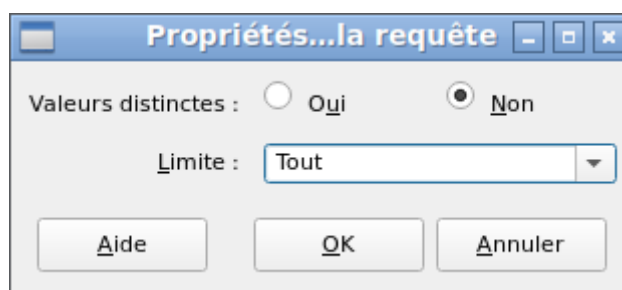 Propriétés...la requête
Valeurs distinctes : Oui Non
Limite : Tout
Aide OK Annuler